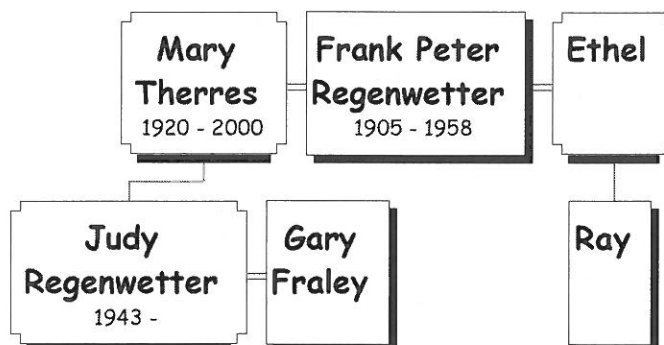 Mary
Therres
1920 - 2000
Frank Peter
Regenwetter
1905 - 1958
Ethel
Judy
Regenwetter
1943 -
Gary
Fraley
Ray